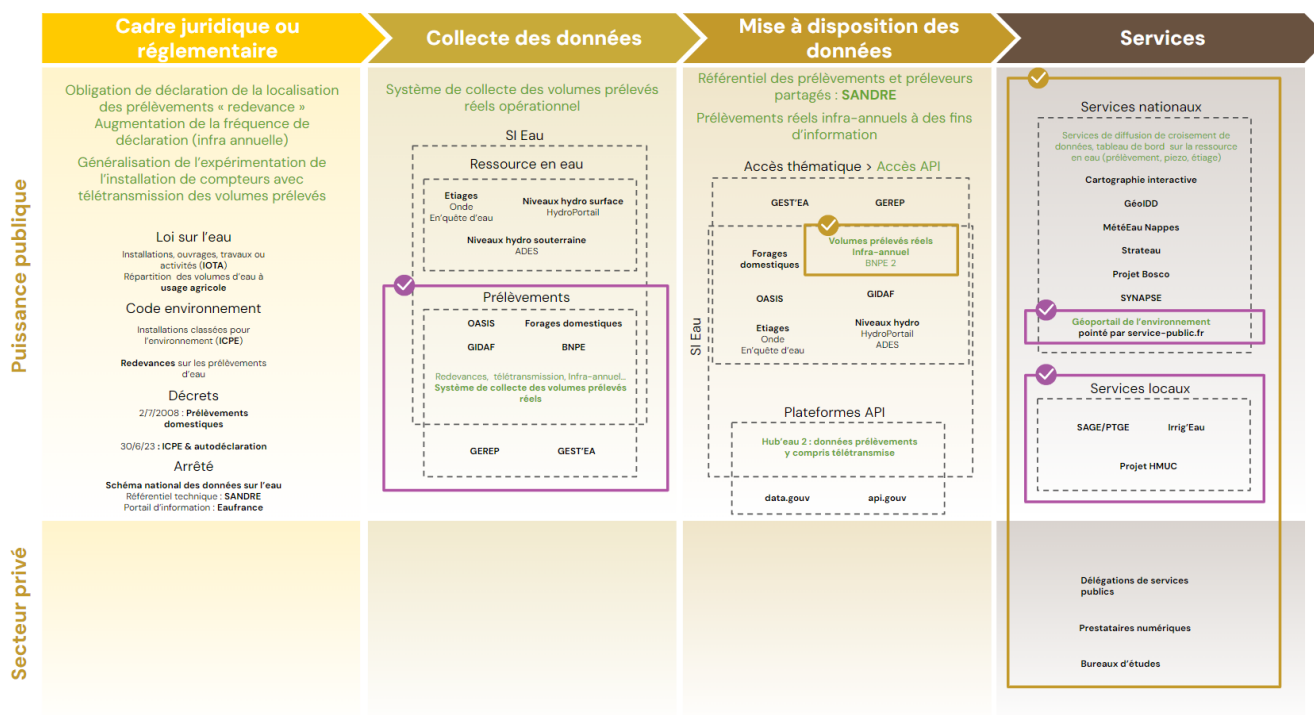 Cadre juridique ou
réglementaire
Collecte des données
Mise à disposition des
données
Services
Puissance publique
Obligation de déclaration de la localisation
des prélèvements « redevance »
Augmentation de la fréquence de
déclaration (infra annuelle)
Généralisation de l'expérimentation de
l'installation de compteurs avec
télétransmission des volumes prélevés
Loi sur l'eau
Installations, ouvrages, travaux ou
activités (IOTA)
Répartition des volumes d'eau à
usage agricole
Code environnement
Installations classées pour
l'environnement (ICPE)
Redevances sur les prélèvements
d'eau
Décrets
2/7/2008 : Prélèvements
domestiques
30/6/23 : ICPE & autodéclaration
Arrêté
Schéma national des données sur l'eau
Référentiel technique : SANDRE
Portail d'information : Eaufrance
Système de collecte des volumes prélevés
réels opérationnel
SI Eau
Ressource en eau
Etiages
Onde
En'quête d'eau
Niveaux hydro surface
HydroPortail
Niveaux hydro souterraine
ADES
Prélèvements
OASIS
Forages domestiques
GIDAF
BNPE
Redevances, télétransmission, Infra-annuel...
Système de collecte des volumes prélevés
réels
GEREP
GEST'EA
Référentiel des prélèvements et préleveurs
partagés : SANDRE
Prélèvements réels infra-annuels à des fins
d'information
Accès thématique > Accès API
SI Eau
GEST'EA
GEREP
Forages
domestiques
Volumes prélevés réels
Infra-annuel
BNPE 2
OASIS
GIDAF
Etiages
Onde
En'quête d'eau
Niveaux hydro
HydroPortail
ADES
Plateformes API
Hub'eau 2 : données prélèvements
y compris télétransmise
data.gouv
api.gouv
Services nationaux
Services de diffusion de croisement de
données, tableau de bord sur la ressource
en eau (prélèvement, piezo, étiage)
Cartographie interactive
GéoIDD
MétéEau Nappes
Strateau
Projet Bosco
SYNAPSE
Géoportail de l'environnement
pointé par service-public.fr
Services locaux
SAGE/PTGE
Irrig'Eau
Projet HMUC
Secteur privé
Délégations de services
publics
Prestataires numériques
Bureaux d'études